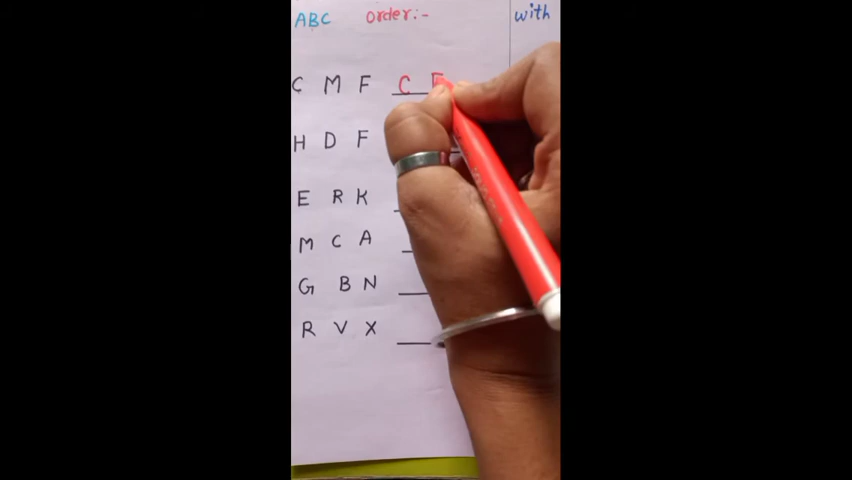 ABC Order:- with
C M F C F
H D F
E R K
M C A
G B N
R V X